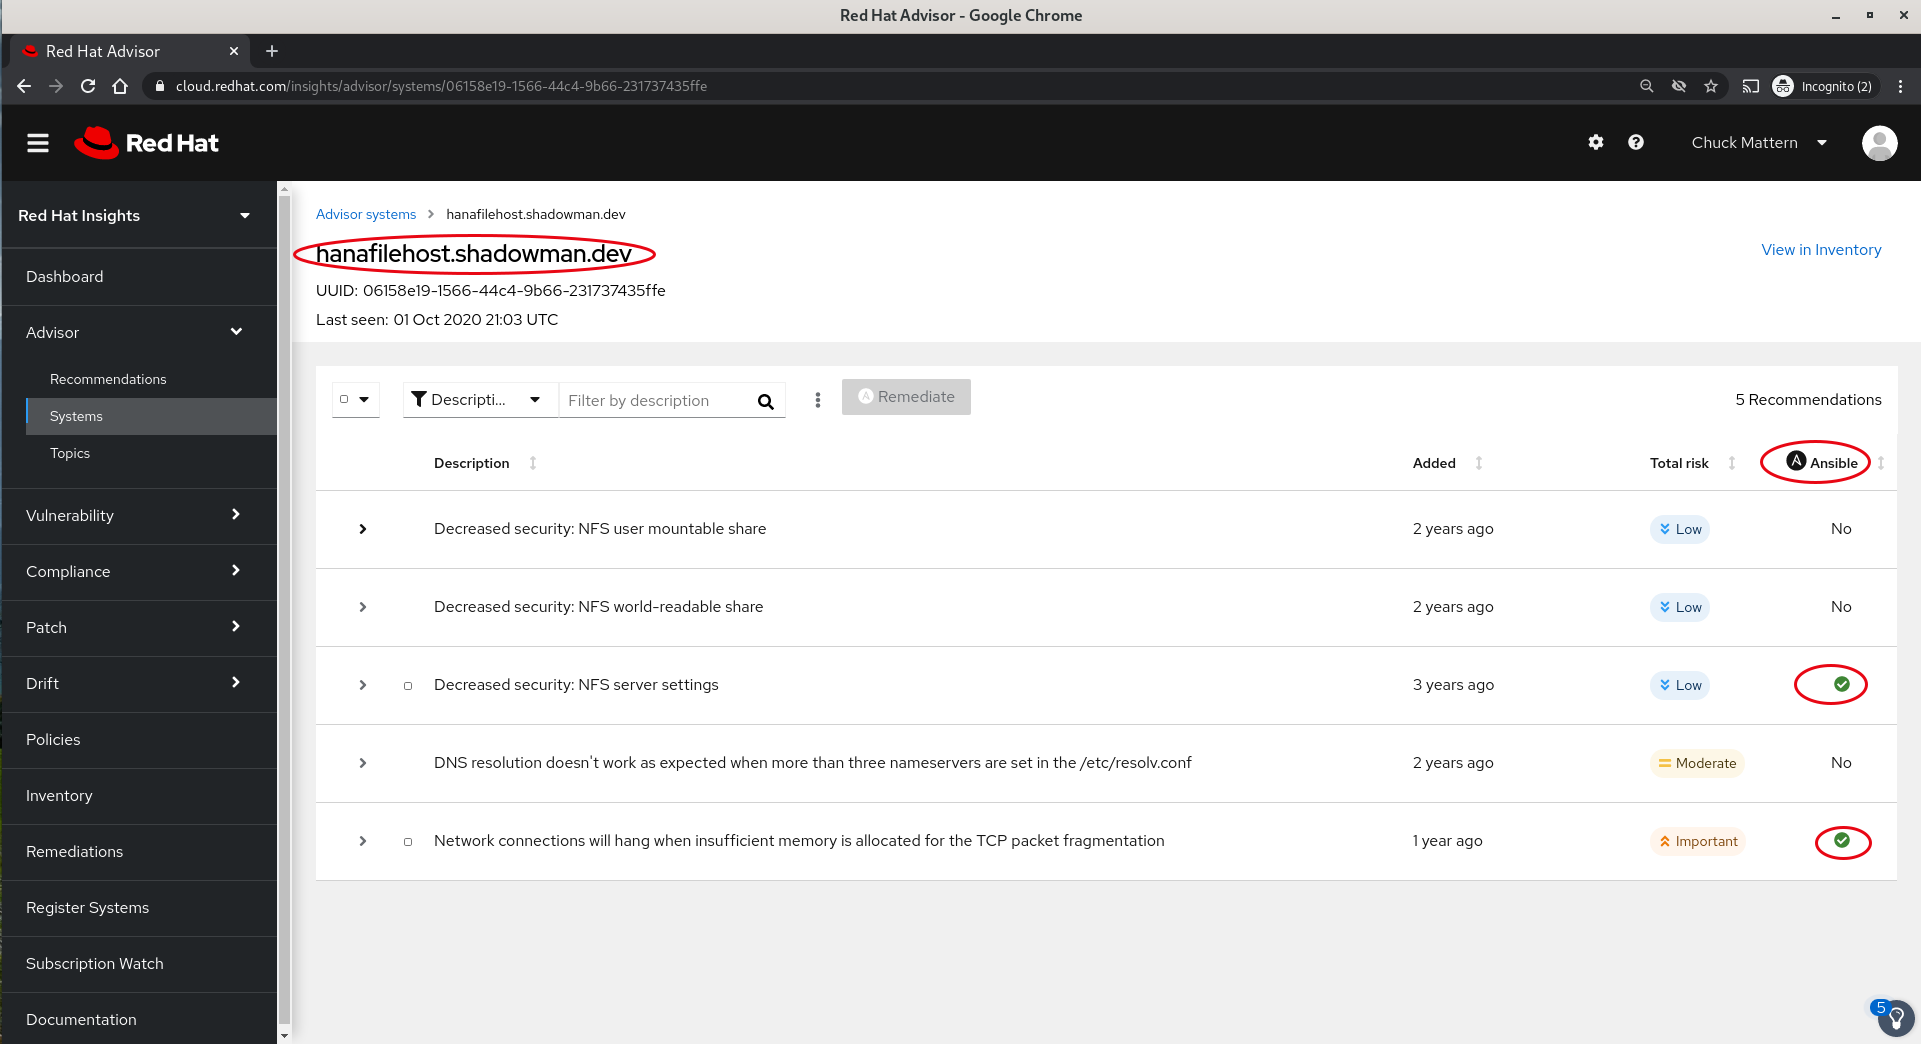 Red Hat Advisor - Google Chrome
Red Hat Advisor
cloud.redhat.com/insights/advisor/systems/06158e19-1566-44c4-9b66-231737435ffe
Incognito (2)
Red Hat
Chuck Mattern
Red Hat Insights
Dashboard
Advisor
Recommendations
Systems
Topics
Vulnerability
Compliance
Patch
Drift
Policies
Inventory
Remediations
Register Systems
Subscription Watch
Documentation
Advisor systems > hanafilehost.shadowman.dev
hanafilehost.shadowman.dev
View in Inventory
UUID: 06158e19-1566-44c4-9b66-231737435ffe
Last seen: 01 Oct 2020 21:03 UTC
Descripti... Filter by description Remediate 5 Recommendations
Description Added Total risk A Ansible
Decreased security: NFS user mountable share 2 years ago Low No
Decreased security: NFS world-readable share 2 years ago Low No
Decreased security: NFS server settings 3 years ago Low
DNS resolution doesn't work as expected when more than three nameservers are set in the /etc/resolv.conf 2 years ago Moderate No
Network connections will hang when insufficient memory is allocated for the TCP packet fragmentation 1 year ago Important
5